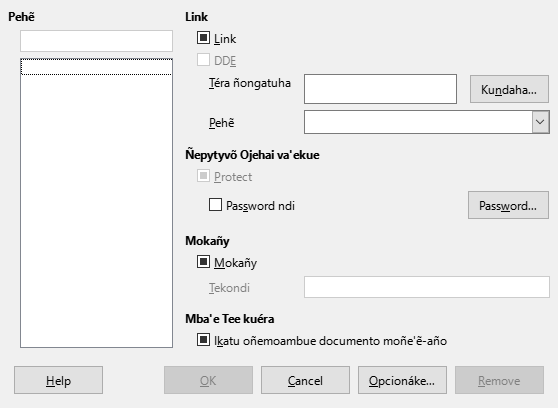 Pehẽ
Link
Link
DDE
Téra ñongatuha
Kundaha...
Pehẽ
Ñepytyvõ Ojehai va'ekue
Protect
Password ndi
Password...
Mokañy
Mokañy
Tekondi
Mba'e Tee kuéra
Ikatu oñemoambue documento moñe'ẽ-año
Help
OK
Cancel
Opcionáke...
Remove